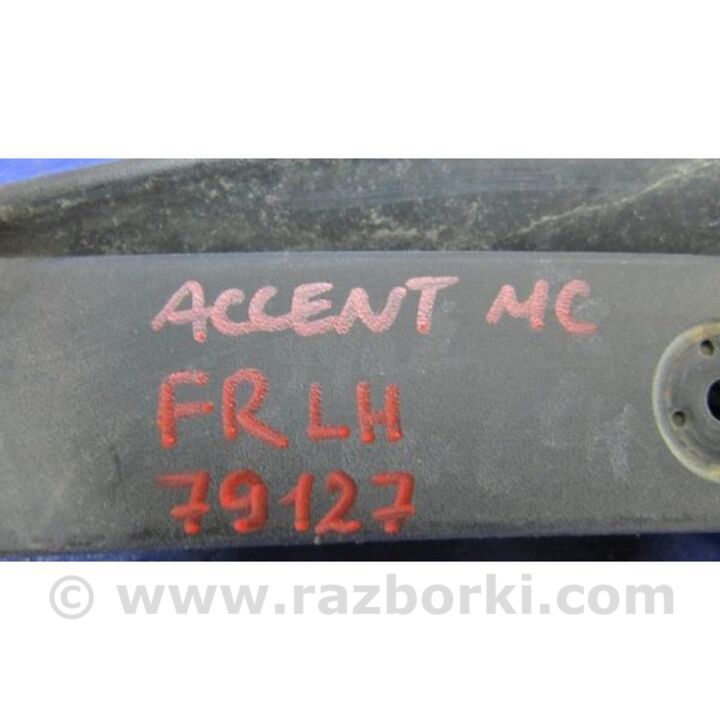 ACCENT MC
FR LH
79127
© www.razborki.com